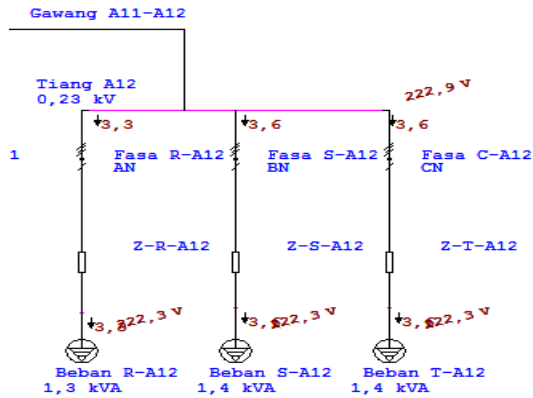 Gawang A11-A12
Tiang A12
0,23 kV
222,9 V
3,3
3,6
3,6
1
Fasa R-A12
AN
Fasa S-A12
BN
Fasa C-A12
CN
Z-R-A12
Z-S-A12
Z-T-A12
222,3 V
222,3 V
222,3 V
Beban R-A12
1,3 kVA
Beban S-A12
1,4 kVA
Beban T-A12
1,4 kVA